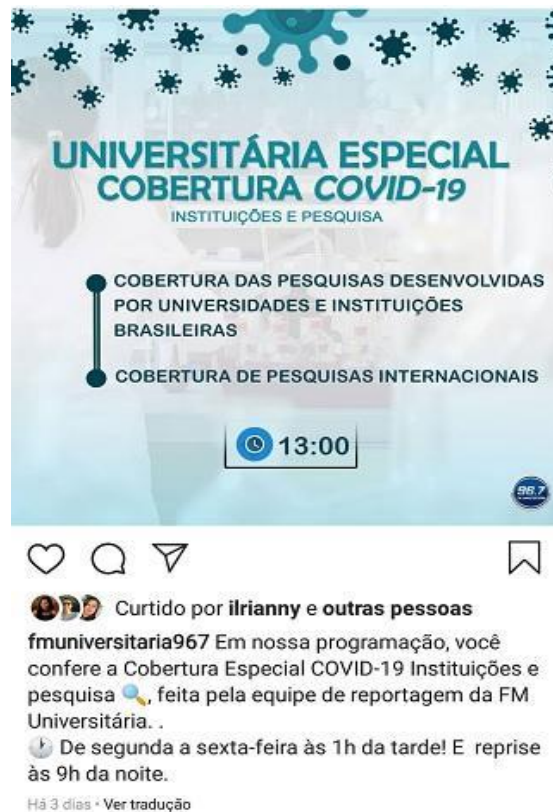 UNIVERSITÁRIA ESPECIAL
COBERTURA COVID-19
INSTITUIÇÕES E PESQUISA
COBERTURA DAS PESQUISAS DESENVOLVIDAS
POR UNIVERSIDADES E INSTITUIÇÕES
BRASILEIRAS
COBERTURA DE PESQUISAS INTERNACIONAIS
13:00
96.7
Curtido por ilrianny e outras pessoas
fmuniversitaria967 Em nossa programação, você
confere a Cobertura Especial COVID-19 Instituições e
pesquisa 🔍, feita pela equipe de reportagem da FM
Universitária. .
🕐 De segunda a sexta-feira às 1h da tarde! E reprise
às 9h da noite.
Há 3 dias • Ver tradução